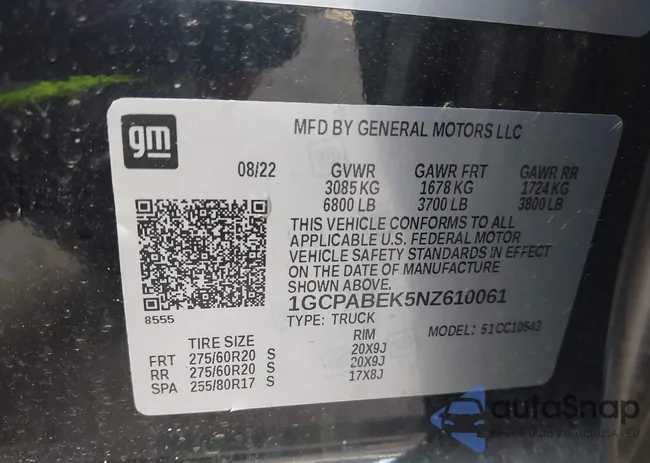 gm
MFD BY GENERAL MOTORS LLC
08/22 GVWR GAWR FRT GAWR RR
3085 KG 1678 KG 1724 KG
6800 LB 3700 LB 3800 LB
THIS VEHICLE CONFORMS TO ALL
APPLICABLE U.S. FEDERAL MOTOR
VEHICLE SAFETY STANDARDS IN EFFECT
ON THE DATE OF MANUFACTURE
SHOWN ABOVE.
1GCPABEK5NZ610061
8555
TYPE: TRUCK MODEL: 51CC10543
TIRE SIZE RIM
FRT 275/60R20 S 20X9J
RR 275/60R20 S 20X9J
SPA 255/80R17 S 17X8J
autoSnap